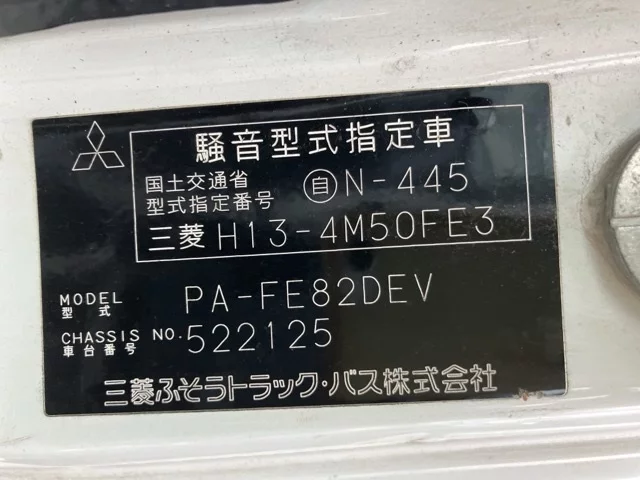 騒音型式指定車
国土交通省
型式指定番号 自N-445
三菱 H13-4M50FE3
MODEL
型式 PA-FE82DEV
CHASSIS NO.
車台番号 522125
三菱ふそうトラック・バス株式会社